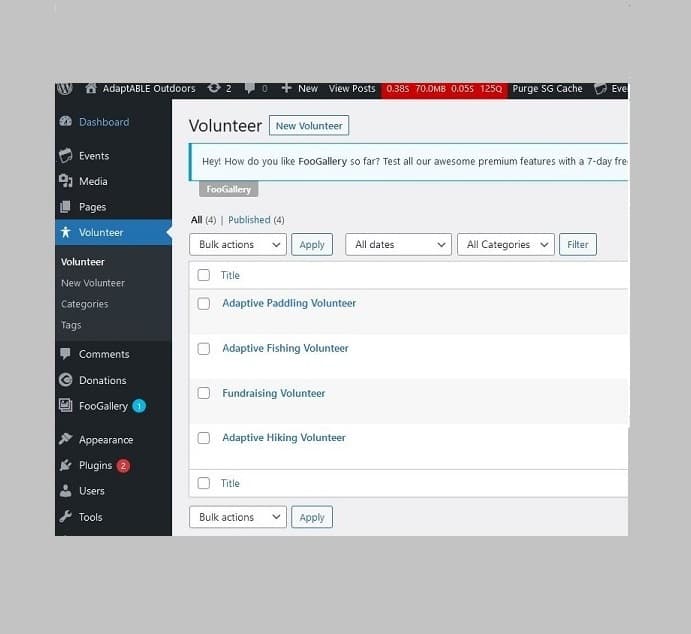 AdaptABLE Outdoors 2 0 New View Posts 0.38S 70.0MB 0.05S 125Q Purge SG Cache Eve
Dashboard
Events
Media
Pages
Volunteer
Volunteer
New Volunteer
Categories
Tags
Comments
Donations
FooGallery 1
Appearance
Plugins 2
Users
Tools
Volunteer New Volunteer
Hey! How do you like FooGallery so far? Test all our awesome premium features with a 7-day fre
FooGallery
All (4) | Published (4)
Bulk actions Apply All dates All Categories Filter
Title
Adaptive Paddling Volunteer
Adaptive Fishing Volunteer
Fundraising Volunteer
Adaptive Hiking Volunteer
Title
Bulk actions Apply